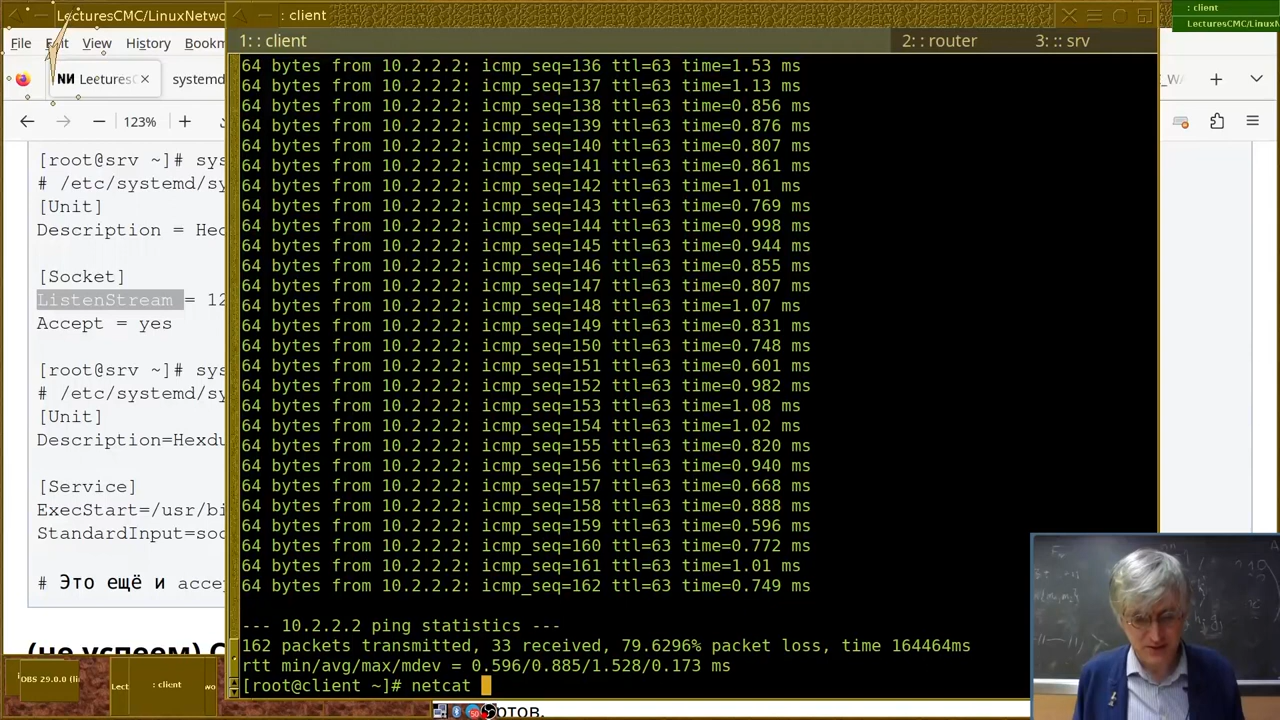 LecturesCMC/LinuxNetwo
: client
: client
LecturesCMC/LinuxN
File Edit View History Bookm
1: : client 2: : router 3: :: srv
LecturesC systemd
123%
[root@srv ~]# sys
# /etc/systemd/sy
[Unit]
Description = Hec
[Socket]
ListenStream = 12
Accept = yes
[root@srv ~]# sys
# /etc/systemd/sy
[Unit]
Description=Hexdu
[Service]
ExecStart=/usr/bi
StandardInput=soc
# Это ещё и accep
(не успеем) С
64 bytes from 10.2.2.2: icmp_seq=136 ttl=63 time=1.53 ms
64 bytes from 10.2.2.2: icmp_seq=137 ttl=63 time=1.13 ms
64 bytes from 10.2.2.2: icmp_seq=138 ttl=63 time=0.856 ms
64 bytes from 10.2.2.2: icmp_seq=139 ttl=63 time=0.876 ms
64 bytes from 10.2.2.2: icmp_seq=140 ttl=63 time=0.807 ms
64 bytes from 10.2.2.2: icmp_seq=141 ttl=63 time=0.861 ms
64 bytes from 10.2.2.2: icmp_seq=142 ttl=63 time=1.01 ms
64 bytes from 10.2.2.2: icmp_seq=143 ttl=63 time=0.769 ms
64 bytes from 10.2.2.2: icmp_seq=144 ttl=63 time=0.998 ms
64 bytes from 10.2.2.2: icmp_seq=145 ttl=63 time=0.944 ms
64 bytes from 10.2.2.2: icmp_seq=146 ttl=63 time=0.855 ms
64 bytes from 10.2.2.2: icmp_seq=147 ttl=63 time=0.807 ms
64 bytes from 10.2.2.2: icmp_seq=148 ttl=63 time=1.07 ms
64 bytes from 10.2.2.2: icmp_seq=149 ttl=63 time=0.831 ms
64 bytes from 10.2.2.2: icmp_seq=150 ttl=63 time=0.748 ms
64 bytes from 10.2.2.2: icmp_seq=151 ttl=63 time=0.601 ms
64 bytes from 10.2.2.2: icmp_seq=152 ttl=63 time=0.982 ms
64 bytes from 10.2.2.2: icmp_seq=153 ttl=63 time=1.08 ms
64 bytes from 10.2.2.2: icmp_seq=154 ttl=63 time=1.02 ms
64 bytes from 10.2.2.2: icmp_seq=155 ttl=63 time=0.820 ms
64 bytes from 10.2.2.2: icmp_seq=156 ttl=63 time=0.940 ms
64 bytes from 10.2.2.2: icmp_seq=157 ttl=63 time=0.668 ms
64 bytes from 10.2.2.2: icmp_seq=158 ttl=63 time=0.888 ms
64 bytes from 10.2.2.2: icmp_seq=159 ttl=63 time=0.596 ms
64 bytes from 10.2.2.2: icmp_seq=160 ttl=63 time=0.772 ms
64 bytes from 10.2.2.2: icmp_seq=161 ttl=63 time=1.01 ms
64 bytes from 10.2.2.2: icmp_seq=162 ttl=63 time=0.749 ms
--- 10.2.2.2 ping statistics ---
162 packets transmitted, 33 received, 79.6296% packet loss, time 164464ms
rtt min/avg/max/mdev = 0.596/0.885/1.528/0.173 ms
[root@client ~]# netcat
DBS 29.0.0 (li
: client
ртов.